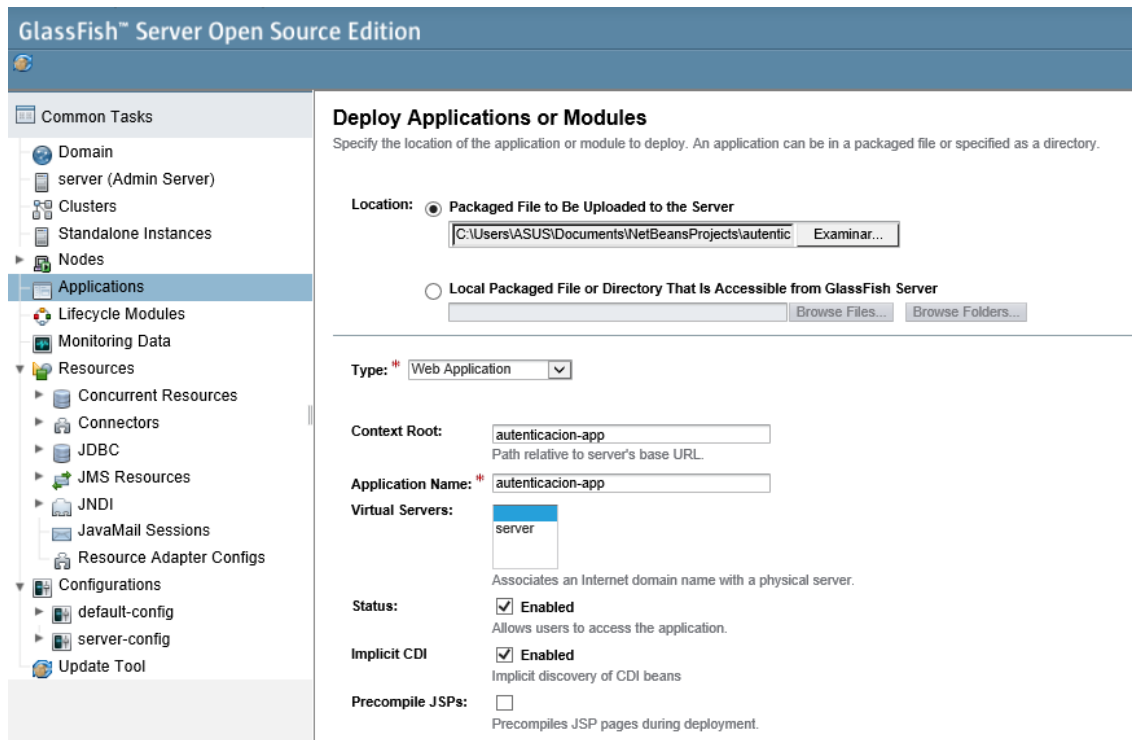 GlassFish™ Server Open Source Edition
Common Tasks
Domain
server (Admin Server)
Clusters
Standalone Instances
Nodes
Applications
Lifecycle Modules
Monitoring Data
Resources
Concurrent Resources
Connectors
JDBC
JMS Resources
JNDI
JavaMail Sessions
Resource Adapter Configs
Configurations
default-config
server-config
Update Tool
Deploy Applications or Modules
Specify the location of the application or module to deploy. An application can be in a packaged file or specified as a directory.
Location: Packaged File to Be Uploaded to the Server
C:\Users\ASUS\Documents\NetBeansProjects\autentic Examinar...
Local Packaged File or Directory That Is Accessible from GlassFish Server
Browse Files... Browse Folders...
Type: * Web Application
Context Root: autenticacion-app
Path relative to server's base URL.
Application Name: * autenticacion-app
Virtual Servers:
server
Associates an Internet domain name with a physical server.
Status: Enabled
Allows users to access the application.
Implicit CDI Enabled
Implicit discovery of CDI beans
Precompile JSPs:
Precompiles JSP pages during deployment.